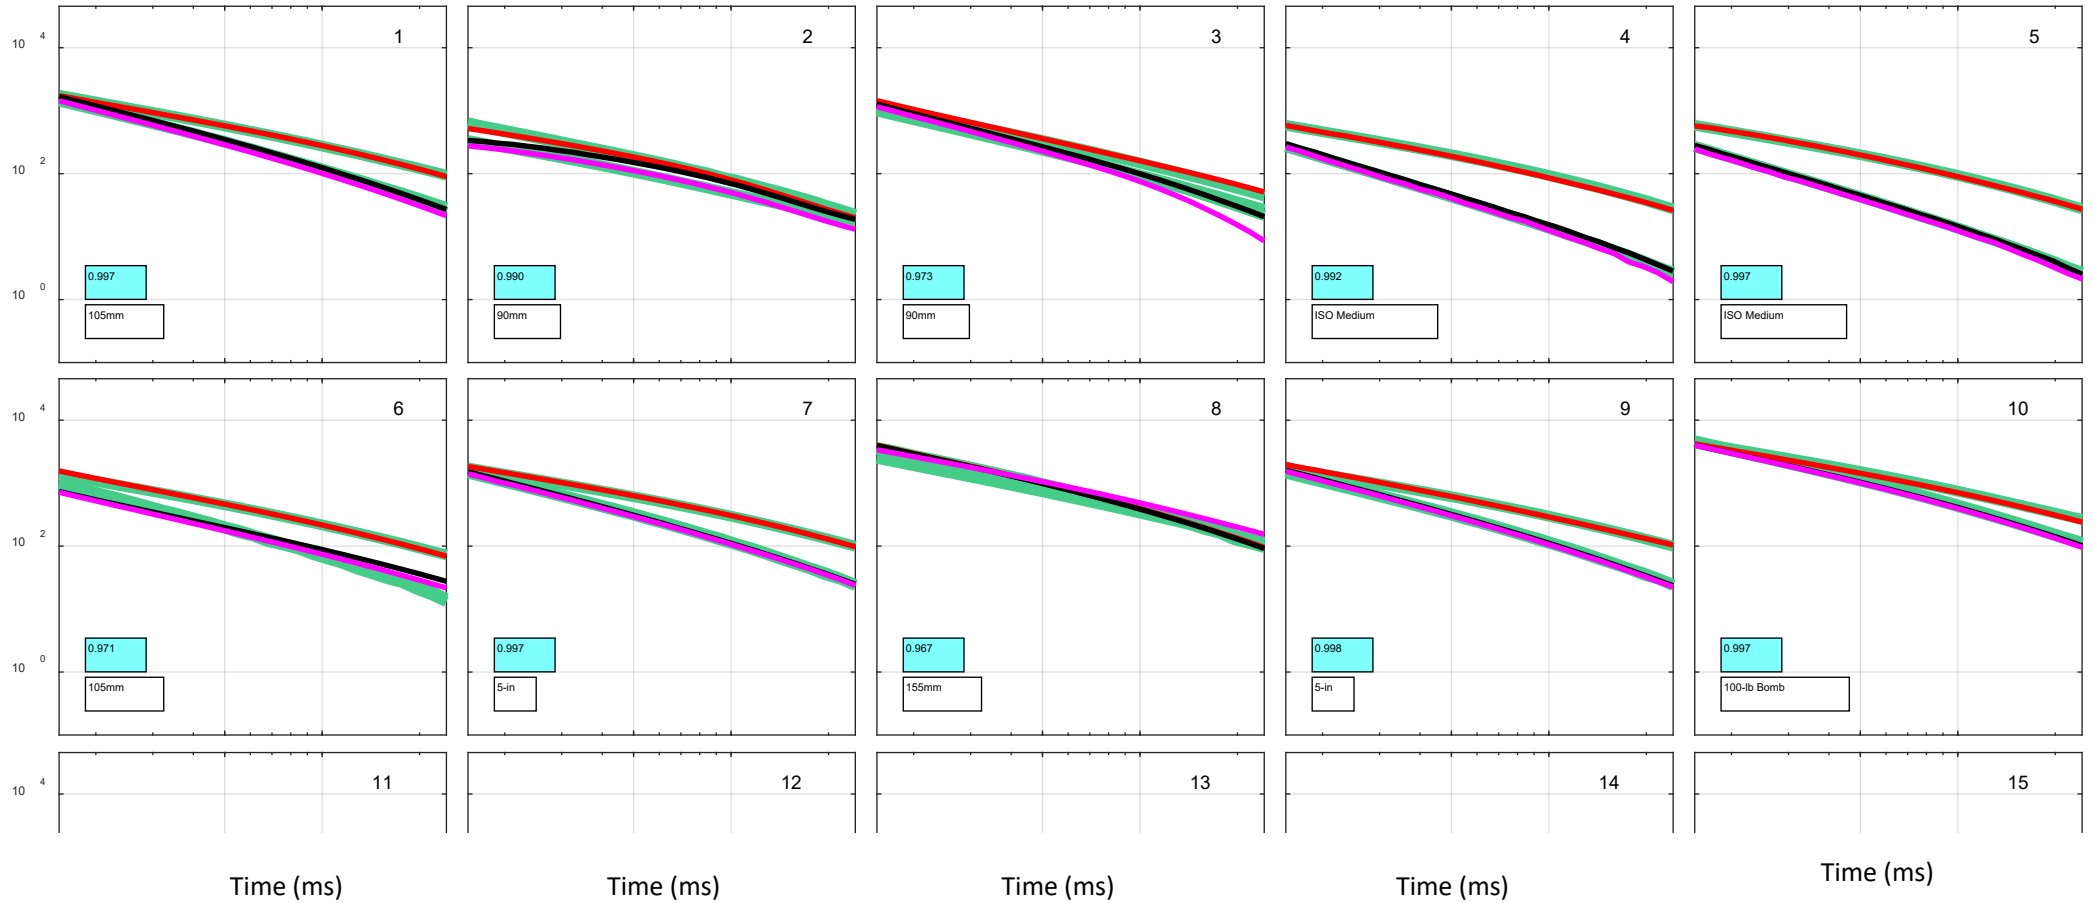 1 2 3 4 5
10 4
10 2
10 0
0.997 0.990 0.973 0.992 0.997
105mm 90mm 90mm ISO Medium ISO Medium
6 7 8 9 10
10 4
10 2
10 0
0.971 0.997 0.967 0.998 0.997
105mm 5-in 155mm 5-in 100-lb Bomb
11 12 13 14 15
10 4
Time (ms) Time (ms) Time (ms) Time (ms) Time (ms)